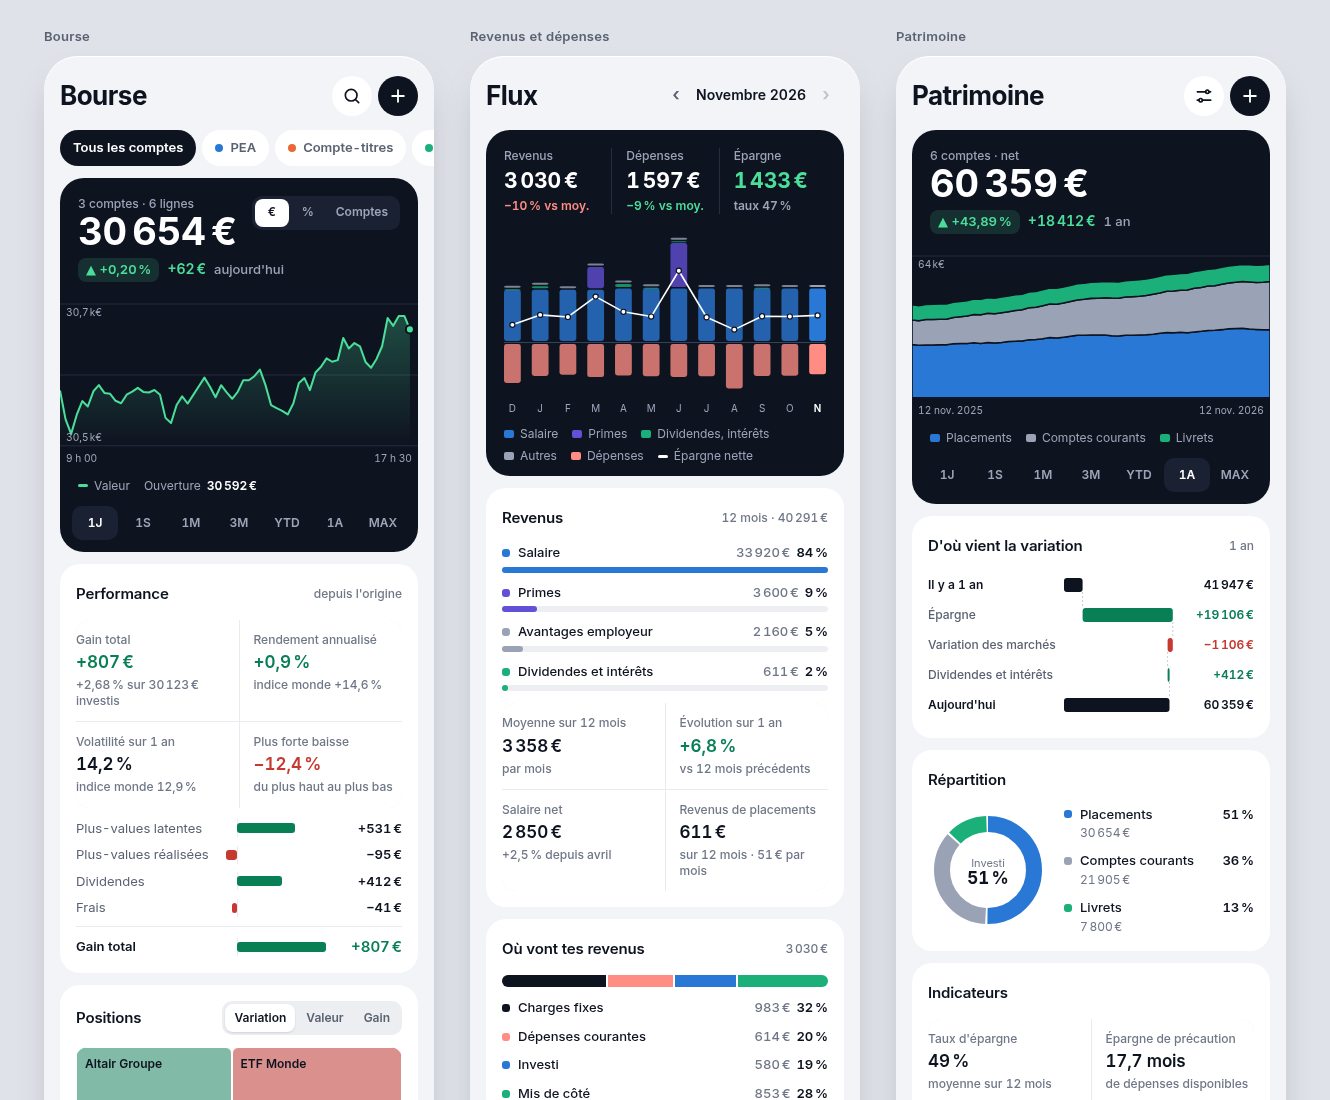 Bourse
Revenus et dépenses
Patrimoine
Bourse
Tous les comptes
PEA
Compte-titres
3 comptes · 6 lignes
30 654 €
€
%
Comptes
▲ +0,20 %
+62 €
aujourd'hui
30,7 k€
30,5 k€
9 h 00
17 h 30
Valeur
Ouverture 30 592 €
1J
1S
1M
3M
YTD
1A
MAX
Performance
depuis l'origine
Gain total
+807 €
+2,68 % sur 30 123 €
investis
Rendement annualisé
+0,9 %
indice monde +14,6 %
Volatilité sur 1 an
14,2 %
indice monde 12,9 %
Plus forte baisse
−12,4 %
du plus haut au plus bas
Plus-values latentes
+531 €
Plus-values réalisées
−95 €
Dividendes
+412 €
Frais
−41 €
Gain total
+807 €
Positions
Variation
Valeur
Gain
Altair Groupe
ETF Monde
Flux
‹
Novembre 2026
›
Revenus
3 030 €
−10 % vs moy.
Dépenses
1 597 €
−9 % vs moy.
Épargne
1 433 €
taux 47 %
D
J
F
M
A
M
J
J
A
S
O
N
Salaire
Primes
Dividendes, intérêts
Autres
Dépenses
Épargne nette
Revenus
12 mois · 40 291 €
Salaire
33 920 € 84 %
Primes
3 600 € 9 %
Avantages employeur
2 160 € 5 %
Dividendes et intérêts
611 € 2 %
Moyenne sur 12 mois
3 358 €
par mois
Évolution sur 1 an
+6,8 %
vs 12 mois précédents
Salaire net
2 850 €
+2,5 % depuis avril
Revenus de placements
611 €
sur 12 mois · 51 € par
mois
Où vont tes revenus
3 030 €
Charges fixes
983 € 32 %
Dépenses courantes
614 € 20 %
Investi
580 € 19 %
Mis de côté
853 € 28 %
Patrimoine
6 comptes · net
60 359 €
▲ +43,89 %
+18 412 €
1 an
64 k€
12 nov. 2025
12 nov. 2026
Placements
Comptes courants
Livrets
1J
1S
1M
3M
YTD
1A
MAX
D'où vient la variation
1 an
Il y a 1 an
41 947 €
Épargne
+19 106 €
Variation des marchés
−1 106 €
Dividendes et intérêts
+412 €
Aujourd'hui
60 359 €
Répartition
Investi
51 %
Placements
51 %
30 654 €
Comptes courants
36 %
21 905 €
Livrets
13 %
7 800 €
Indicateurs
Taux d'épargne
49 %
moyenne sur 12 mois
Épargne de précaution
17,7 mois
de dépenses disponibles